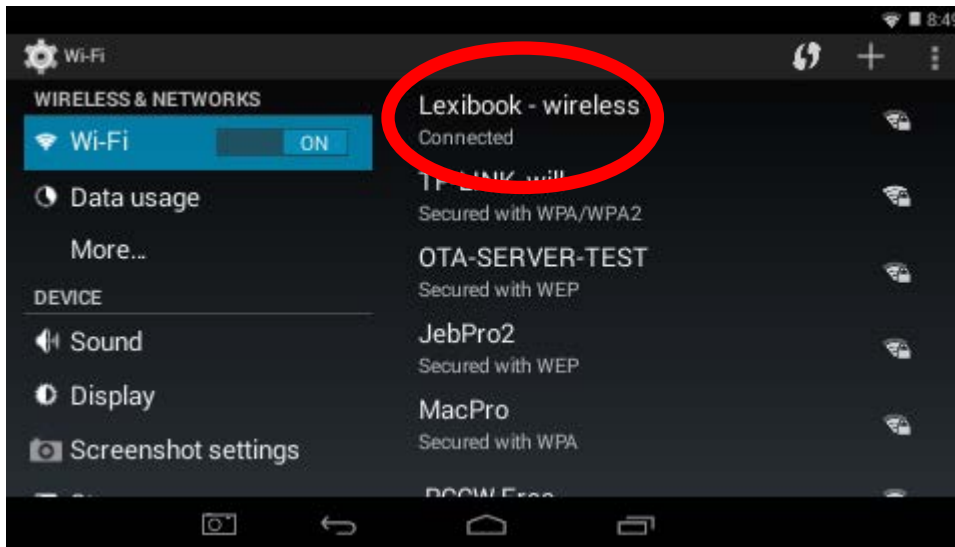 8:49
Wi-Fi
WIRELESS & NETWORKS
Wi-Fi ON
Data usage
More...
DEVICE
Sound
Display
Screenshot settings
Lexibook - wireless
Connected
Secured with WPA/WPA2
OTA-SERVER-TEST
Secured with WEP
JebPro2
Secured with WEP
MacPro
Secured with WPA